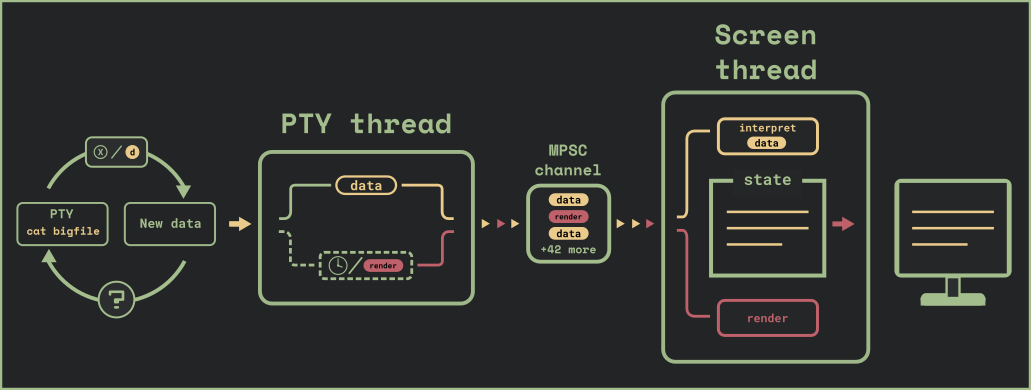 Screen
thread
PTY thread
MPSC
channel
x / d
PTY
cat bigfile
New data
?
data
render
data
render
data
+42 more
interpret
data
state
render